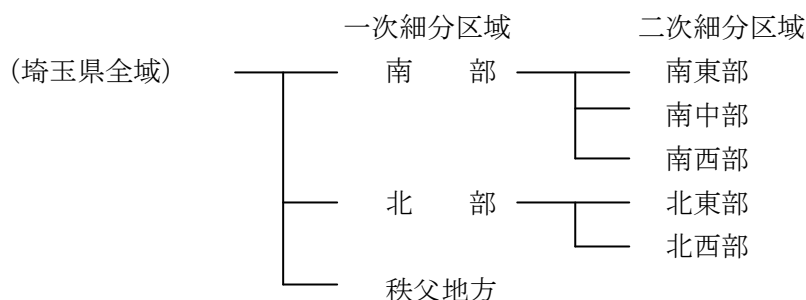 一次細分区域 二次細分区域
(埼玉県全域) 南 部 南東部
南中部
南西部
北 部 北東部
北西部
秩父地方